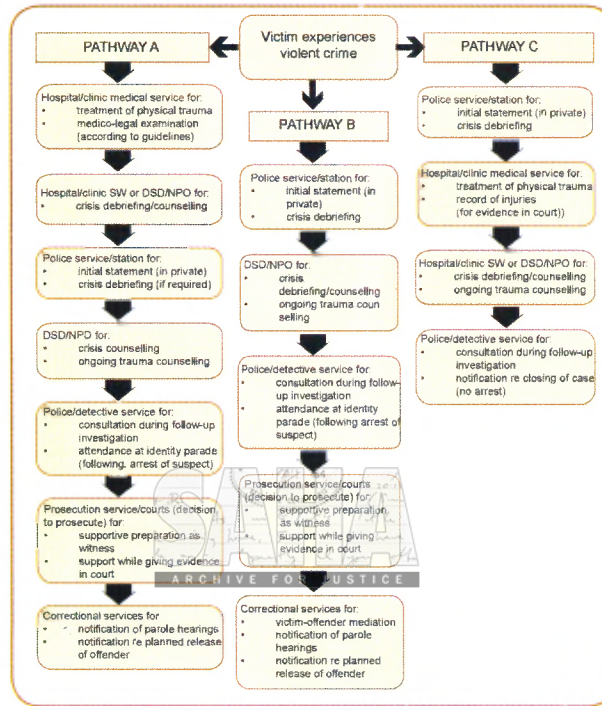 Victim experiences
violent crime
PATHWAY A
Hospital/clinic medical service for:
• treatment of physical trauma
• medico-legal examination
(according to guidelines)
Hospital/clinic SW or DSD/NPO for:
• crisis debriefing/counselling
Police service/station for:
• initial statement (in private)
• crisis debriefing (if required)
DSD/NPD for:
• crisis counselling
• ongoing trauma counselling
Police/detective service for:
• consultation during follow-up
investigation
• attendance at identity parade
(following, arrest of suspect)
Prosecution service/courts (decision
to prosecute) for:
• supportive preparation as
witness
• support while giving evidence
in court
Correctional services for
• notification of parole hearings
• notification re planned release
of offender
PATHWAY B
Police service/station for:
• initial statement (in
private)
• crisis debriefing
DSD/NPO for:
• crisis
debriefing/counselling
• ongoing trauma coun
selling
Police/detective service for:
• consultation during follow-
up investigation
• attendance at identity
parade (following arrest of
suspect)
Prosecution service/courts
(decision to prosecute) for:
• supportive preparation
as witness
• support while giving
evidence in court
Correctional services for:
• victim-offender mediation
• notification of parole
hearings
• notification re planned
release of offender
PATHWAY C
Police service/station for:
• initial statement (in private)
• crisis debriefing
Hospital/clinic medical service for:
• treatment of physical trauma
• record of injuries
(for evidence in court))
Hospital/clinic SW or DSD/NPO for:
• crisis debriefing/counselling
• ongoing trauma counselling
Police/detective service for:
• consultation during follow-up
investigation
• notification re closing of case
(no arrest)
SAHA
ARCHIVE FOR JUSTICE